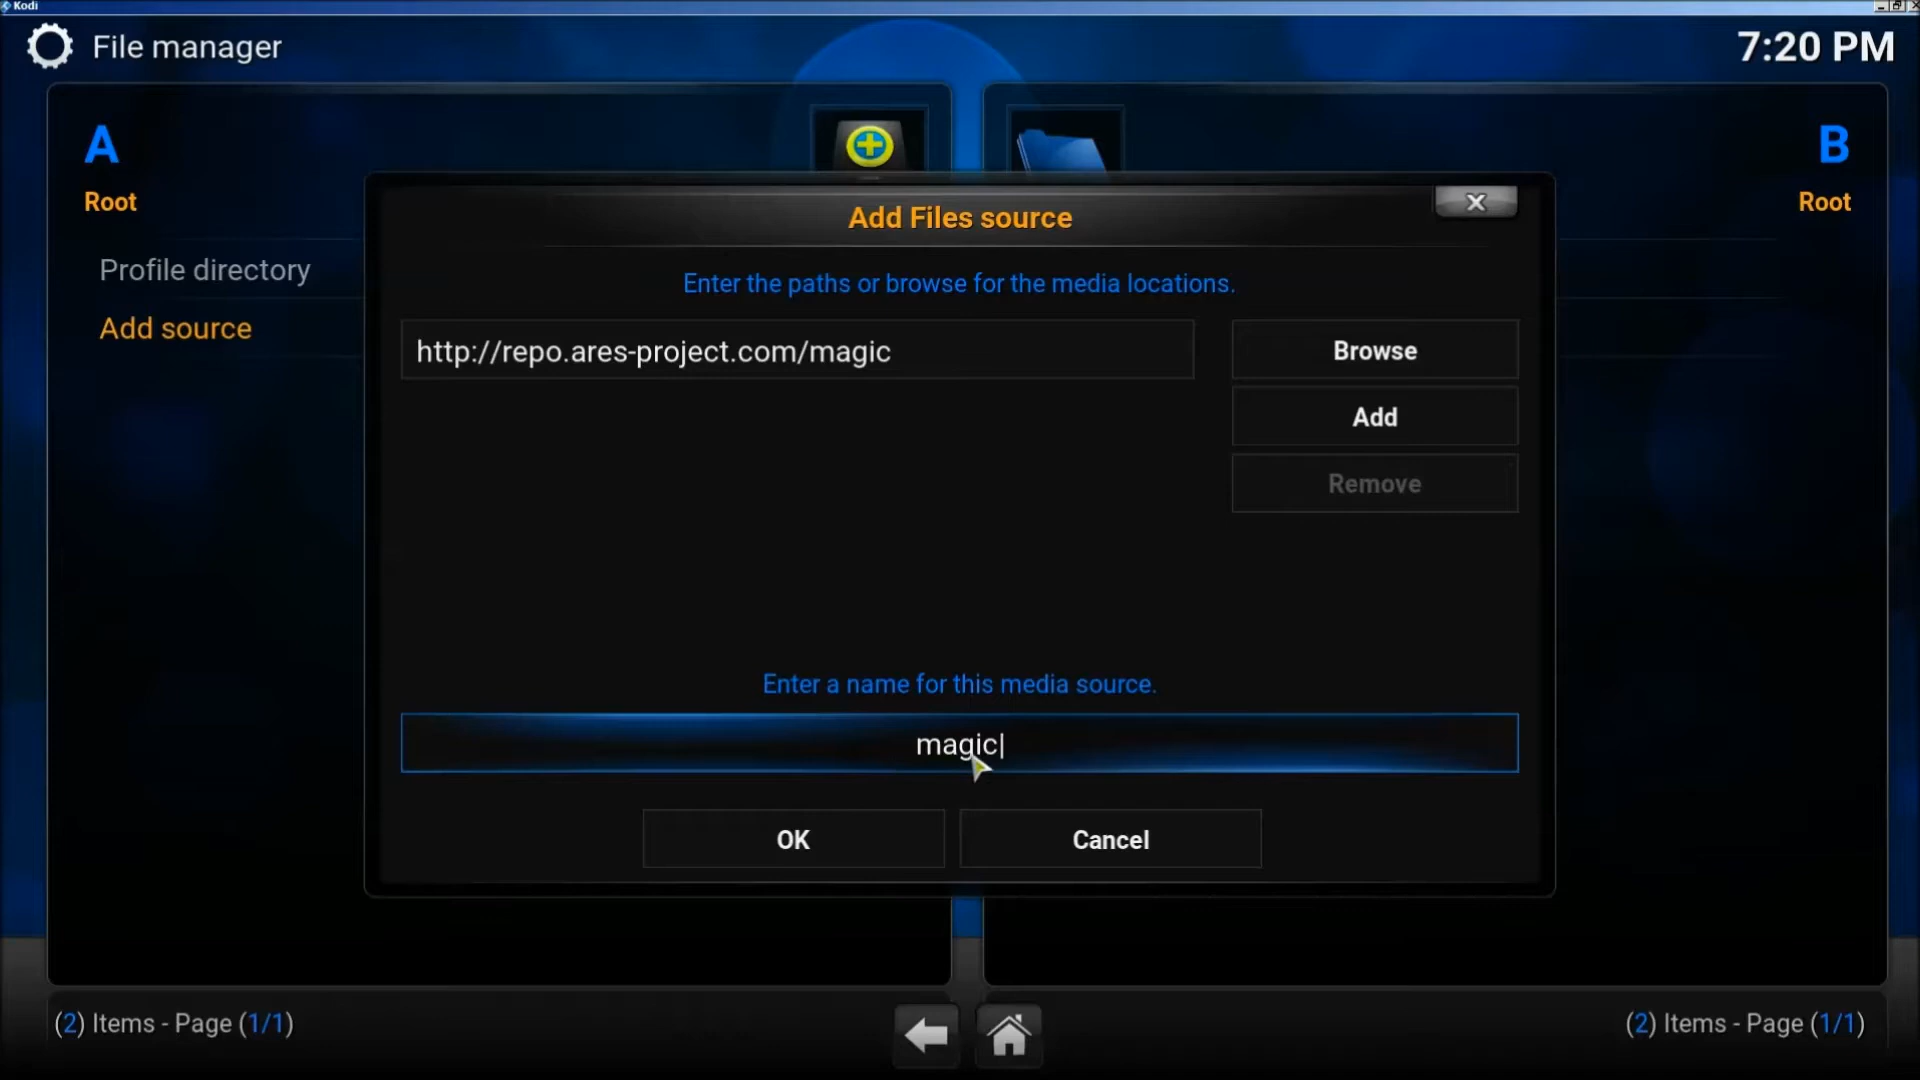 Kodi
File manager
7:20 PM
A
B
Root
Root
Profile directory
Add source
Add Files source
Enter the paths or browse for the media locations.
http://repo.ares-project.com/magic
Browse
Add
Remove
Enter a name for this media source.
magic
OK
Cancel
(2) Items - Page (1/1)
(2) Items - Page (1/1)